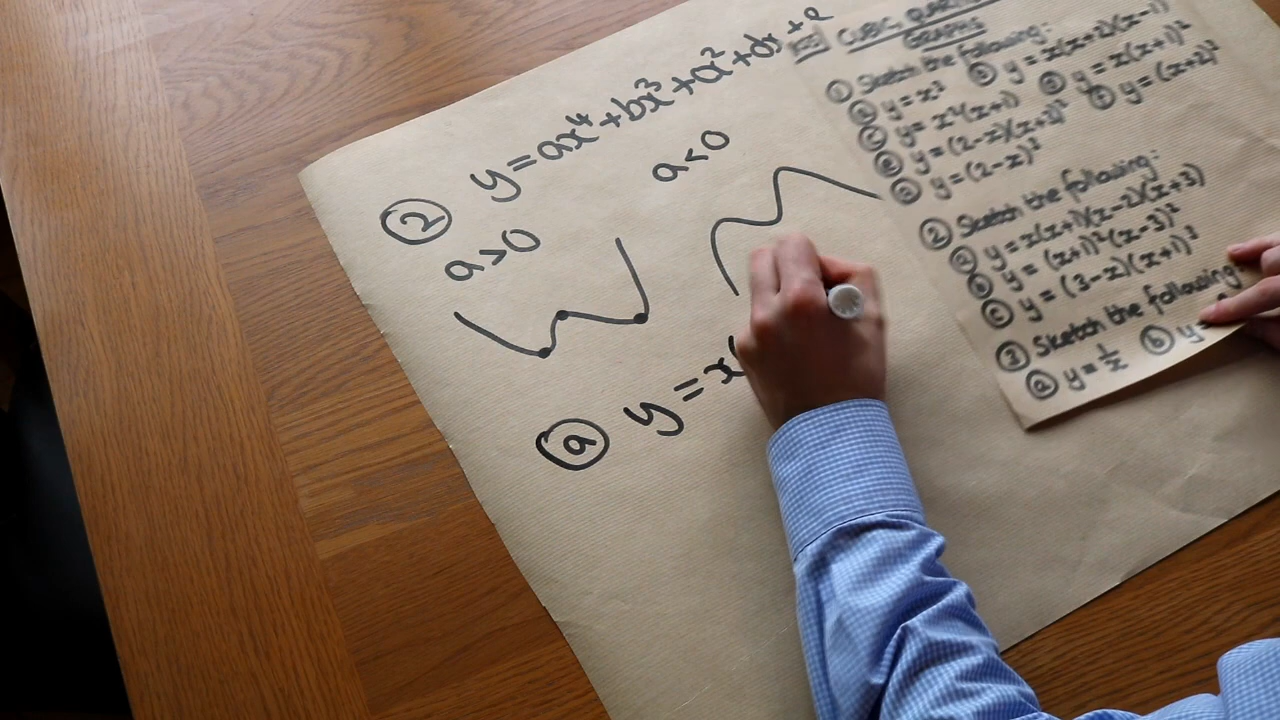 ② y=ax⁴+bx³+cx²+dx+e
a>0
a<0
ⓐ y=x(
CUBIC, GRAPHS
① Sketch the following:
ⓐ y=x³ ⓑ y=x(x+2)(x-1)
ⓒ y=x²(x+1) ⓓ y=x(x+1)²
ⓔ y=(2-x)(x+3)² ⓕ y=(x+2)³
ⓖ y=(2-x)³
② Sketch the following:
ⓐ y=x(x+1)(x-2)(x+3)
ⓑ y=(x+1)²(x-3)²
ⓒ y=(3-x)(x+1)³
③ Sketch the following:
ⓐ y=1/x ⓑ y=